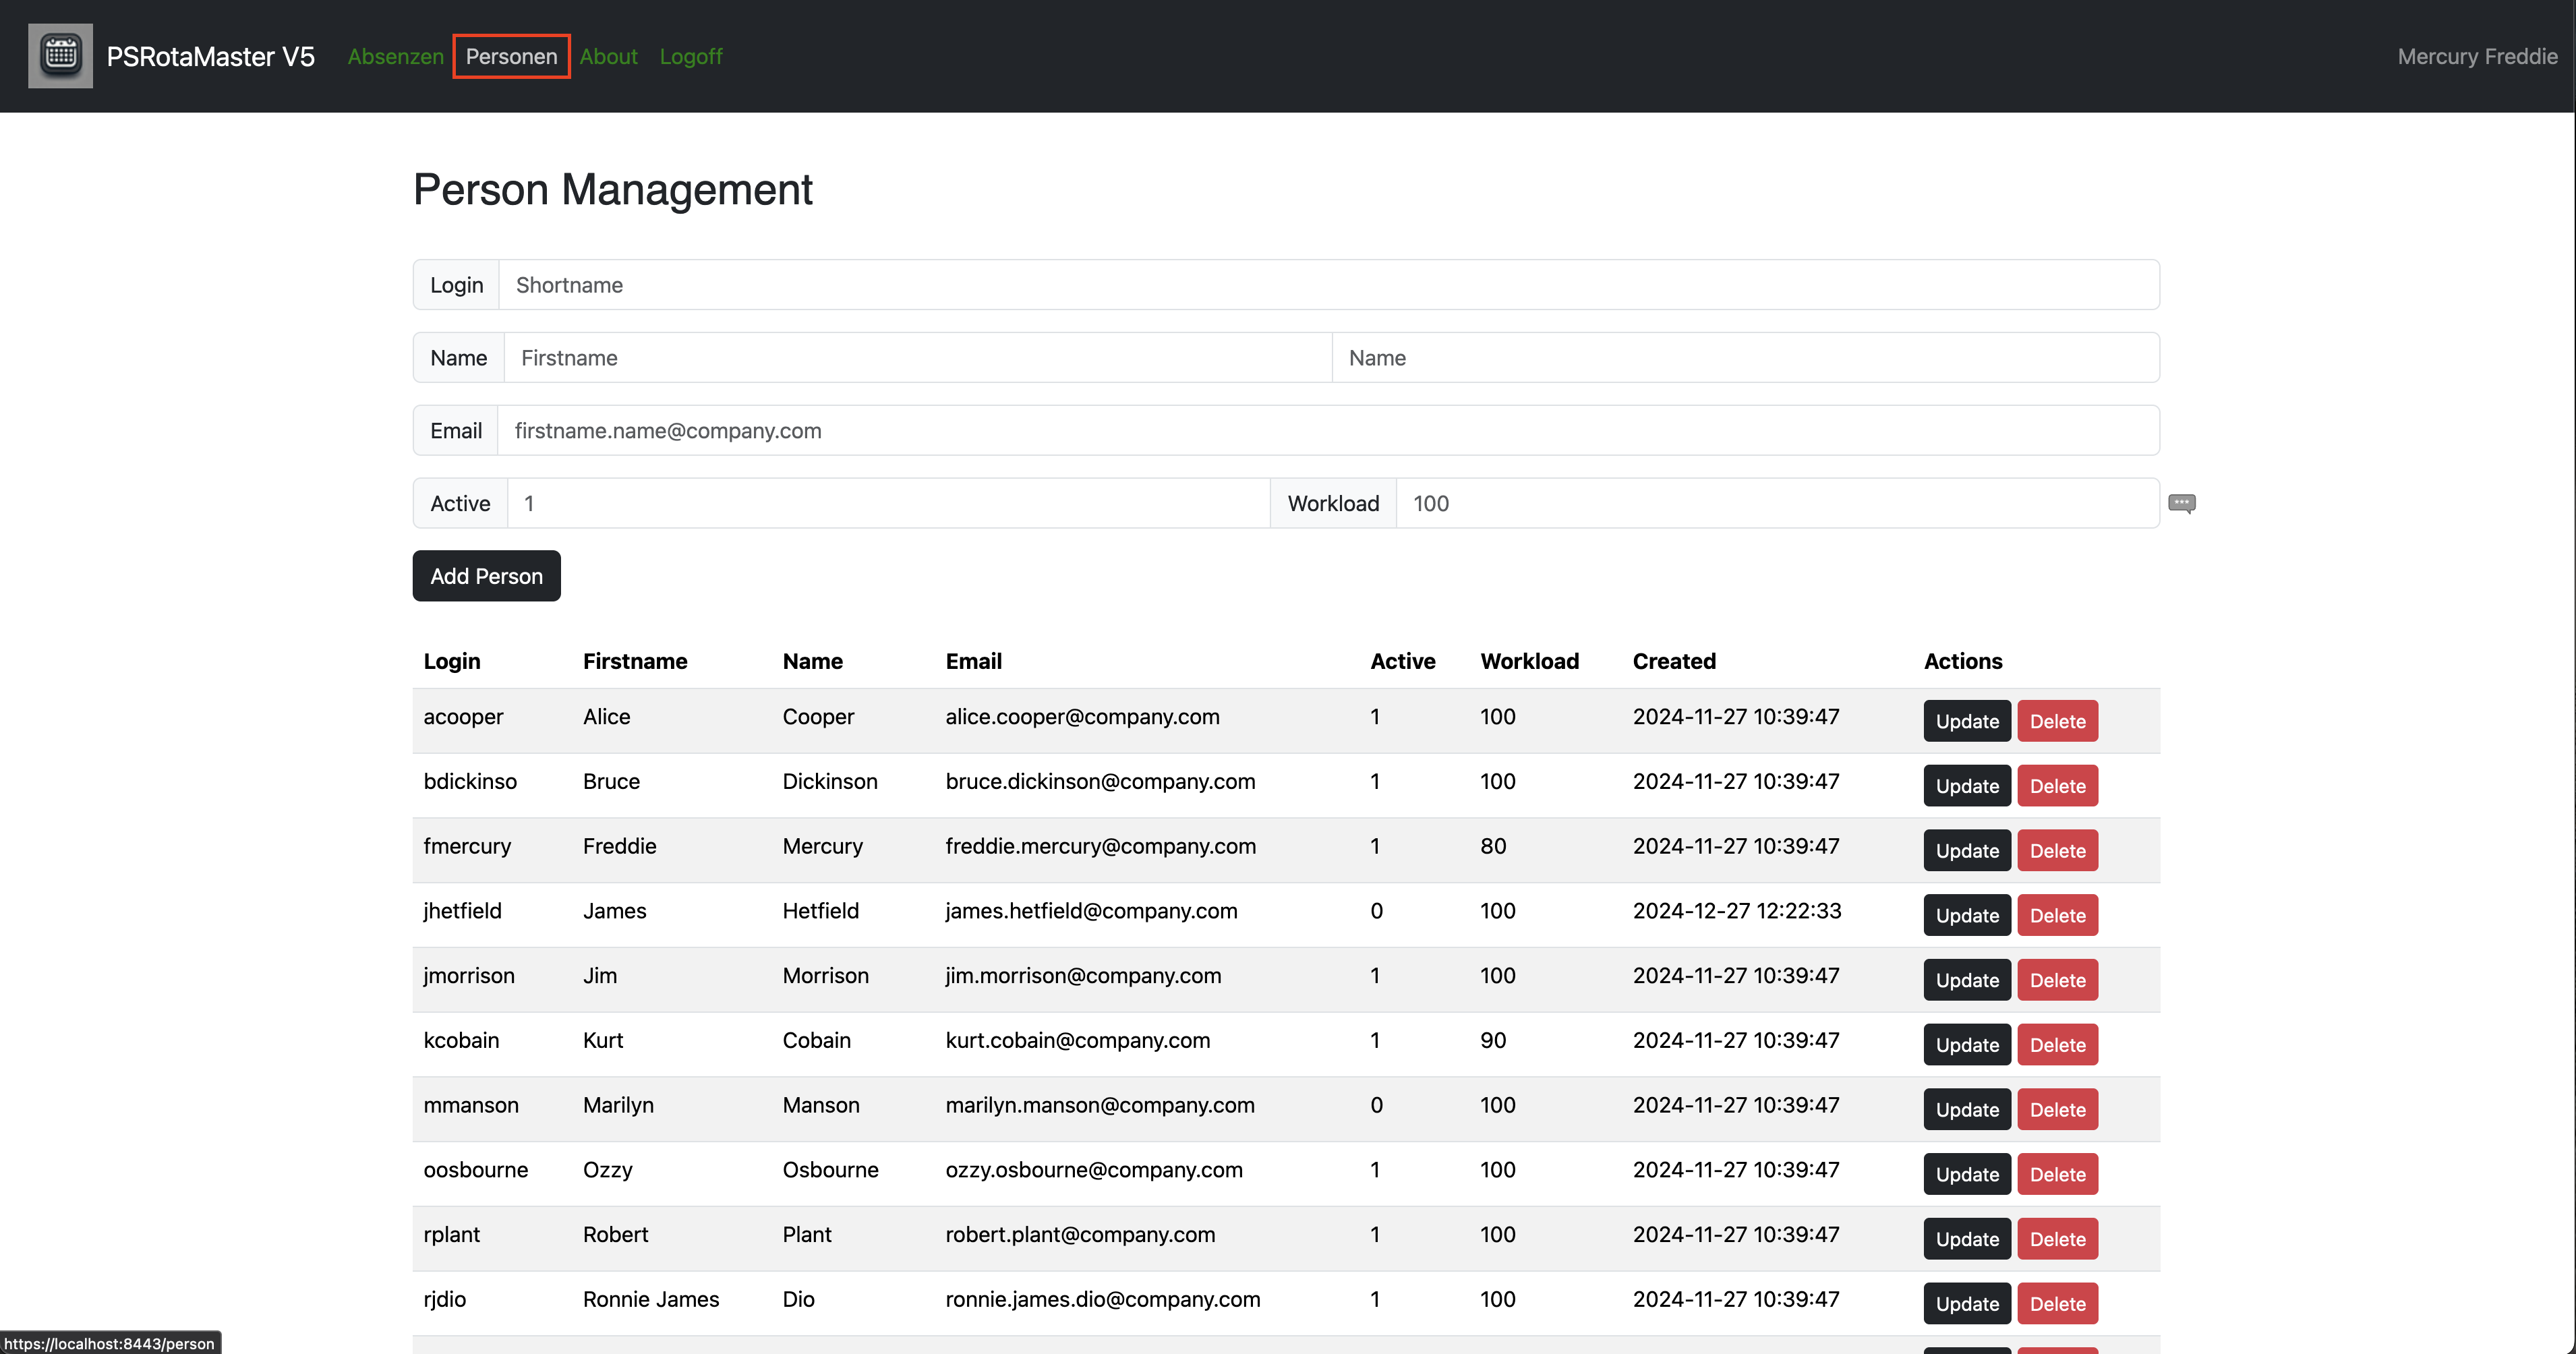 PSRotaMaster V5 Absenzen Personen About Logoff Mercury Freddie
Person Management
Login Shortname
Name Firstname Name
Email firstname.name@company.com
Active 1 Workload 100
Add Person
Login Firstname Name Email Active Workload Created Actions
acooper Alice Cooper alice.cooper@company.com 1 100 2024-11-27 10:39:47 Update Delete
bdickinso Bruce Dickinson bruce.dickinson@company.com 1 100 2024-11-27 10:39:47 Update Delete
fmercury Freddie Mercury freddie.mercury@company.com 1 80 2024-11-27 10:39:47 Update Delete
jhetfield James Hetfield james.hetfield@company.com 0 100 2024-12-27 12:22:33 Update Delete
jmorrison Jim Morrison jim.morrison@company.com 1 100 2024-11-27 10:39:47 Update Delete
kcobain Kurt Cobain kurt.cobain@company.com 1 90 2024-11-27 10:39:47 Update Delete
mmanson Marilyn Manson marilyn.manson@company.com 0 100 2024-11-27 10:39:47 Update Delete
oosbourne Ozzy Osbourne ozzy.osbourne@company.com 1 100 2024-11-27 10:39:47 Update Delete
rplant Robert Plant robert.plant@company.com 1 100 2024-11-27 10:39:47 Update Delete
rjdio Ronnie James Dio ronnie.james.dio@company.com 1 100 2024-11-27 10:39:47 Update Delete
https://localhost:8443/person